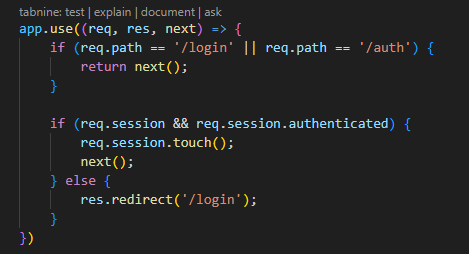 tabnine: test | explain | document | ask
app.use((req, res, next) => {
    if (req.path == '/login' || req.path == '/auth') {
        return next();
    }

    if (req.session && req.session.authenticated) {
        req.session.touch();
        next();
    } else {
        res.redirect('/login');
    }
})